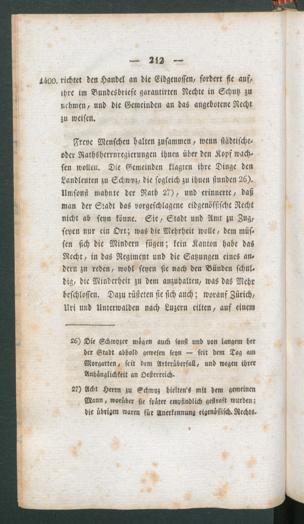 — 212 —
1400. richtet den Handel an die Eidgenossen, fordert sie auf,
ihre im Bundesbriefe garantirten Rechte in Schutz zu
nehmen, und die Gemeinden an das angebotene Recht
zu weisen.
Freye Menschen halten zusammen, wenn städtische-
oder Rathsherrnregierungen ihnen über den Kopf wach-
sen wollen. Die Gemeinden klagten ihre Dinge den
Landleuten zu Schwyz, die sogleich zu ihnen stunden 26).
Umsons mahnte der Rath 27), und erinnerte, daß
man der Stadt das vorgeschlagene eidgenössische Recht
nicht ab seyn könne. Sie, Stadt und Amt zu Zug,
seyen nur ein Ort; was die Mehrheit wolle, dem müs-
sen sich die Mindern fügen; kein Kanton habe das
Recht, in das Regiment und die Satzungen eines an-
dern zu reden, wohl seyen sie nach den Bünden schul-
dig, die Minderheit zu dem anzuhalten, was das Mehr
beschlossen. Dazu rüsteten sie sich auch; worauf Zürich,
Uri und Unterwalden nach Luzern eilten, auf einem
26) Die Schwyzer mögen auch sonst und von langem her
der Stadt abhold gewesen seyn — seit dem Tag am
Morgarten, seit dem Artherüberfall, und wegen ihrer
Anhänglichkeit an Oesterreich.
27) Acht Herrn zu Schwyz hielten's mit dem gemeinen
Mann, worüber sie später empfindlich gestraft wurden;
die übrigen waren für Anerkennung eigenössisch. Rechts.